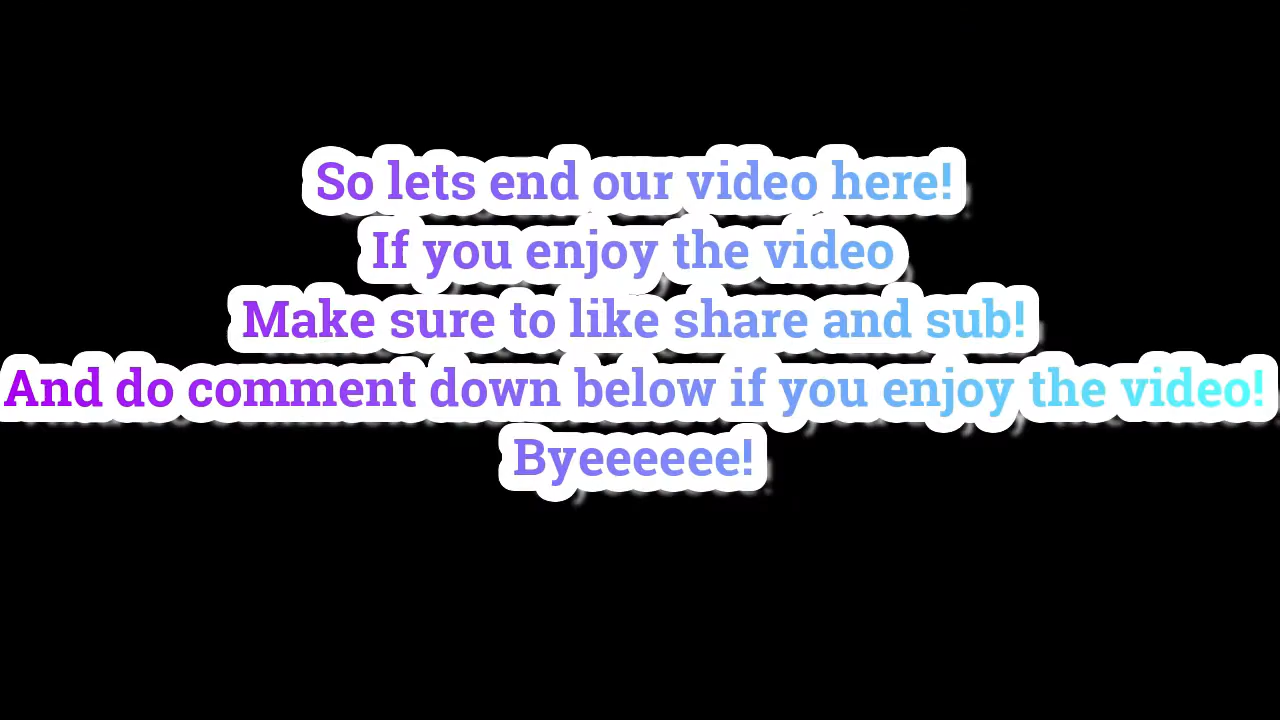 So lets end our video here!
If you enjoy the video
Make sure to like share and sub!
And do comment down below if you enjoy the video!
Byeeeeee!